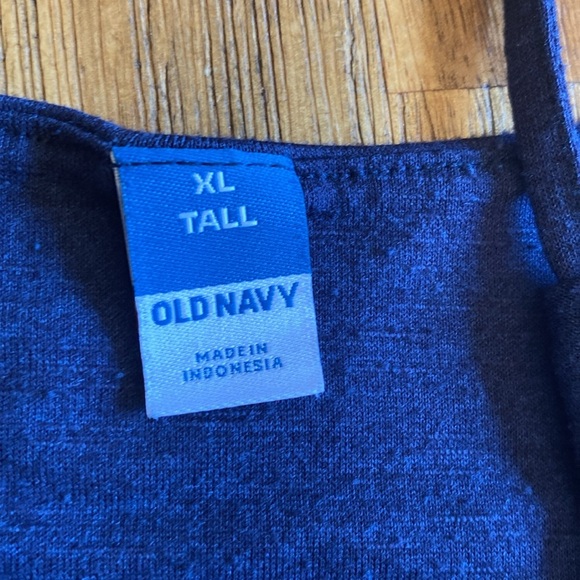 XL
TALL
OLD NAVY
MADE IN
INDONESIA